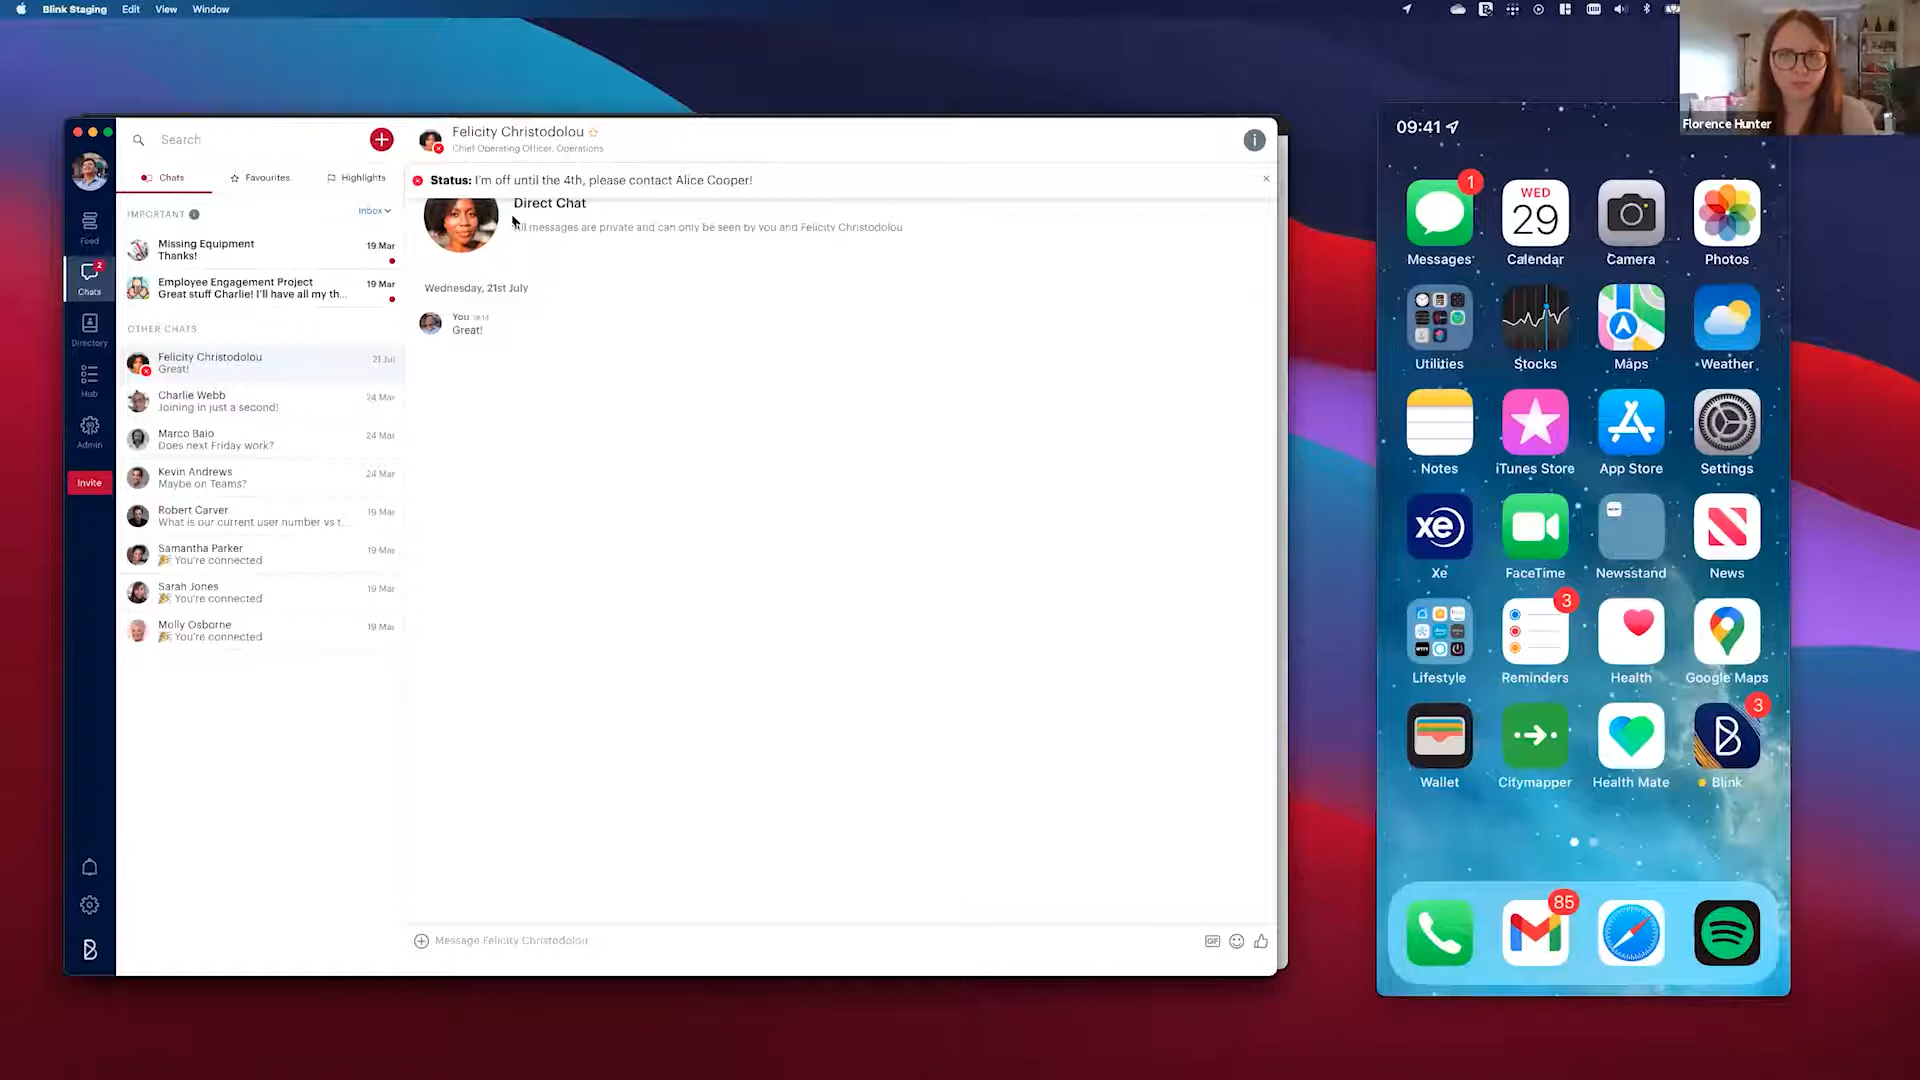 Blink Staging Edit View Window
Florence Hunter
Search
Chats
Favourites
Highlights
IMPORTANT
Inbox
Missing Equipment
19 Mar
Thanks!
Employee Engagement Project
19 Mar
Great stuff Charlie! I'll have all my th...
OTHER CHATS
Felicity Christodolou
21 Jul
Great!
Charlie Webb
24 Mar
Joining in just a second!
Marco Baio
24 Mar
Does next Friday work?
Kevin Andrews
24 Mar
Maybe on Teams?
Robert Carver
19 Mar
What is our current user number vs t...
Samantha Parker
19 Mar
You're connected
Sarah Jones
19 Mar
You're connected
Molly Osborne
19 Mar
You're connected
Feed
2
Chats
Directory
Hub
Admin
Invite
Felicity Christodolou
Chief Operating Officer, Operations
Status: I'm off until the 4th, please contact Alice Cooper!
Direct Chat
messages are private and can only be seen by you and Felicity Christodolou
Wednesday, 21st July
You 18:14
Great!
Message Felicity Christodolou
GIF
09:41
1
WED
29
Messages Calendar Camera Photos
Utilities Stocks Maps Weather
Notes iTunes Store App Store Settings
xe
Xe FaceTime Newsstand News
3
Lifestyle Reminders Health Google Maps
3
Wallet Citymapper Health Mate Blink
85